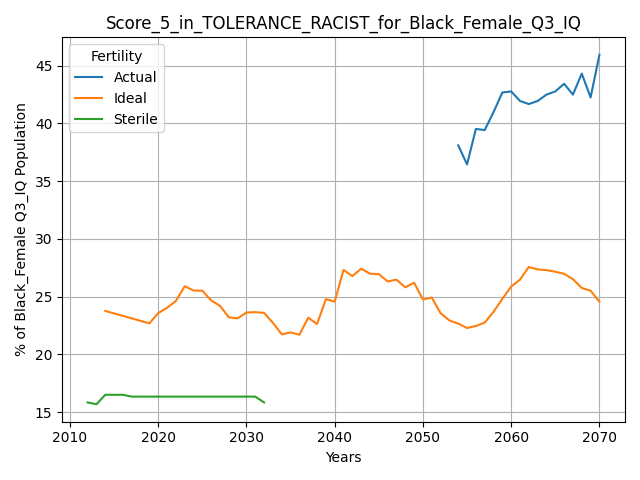 Score_5_in_TOLERANCE_RACIST_for_Black_Female_Q3_IQ
Fertility
Actual
Ideal
Sterile
% of Black_Female Q3_IQ Population
45
40
35
30
25
20
15
2010 2020 2030 2040 2050 2060 2070
Years